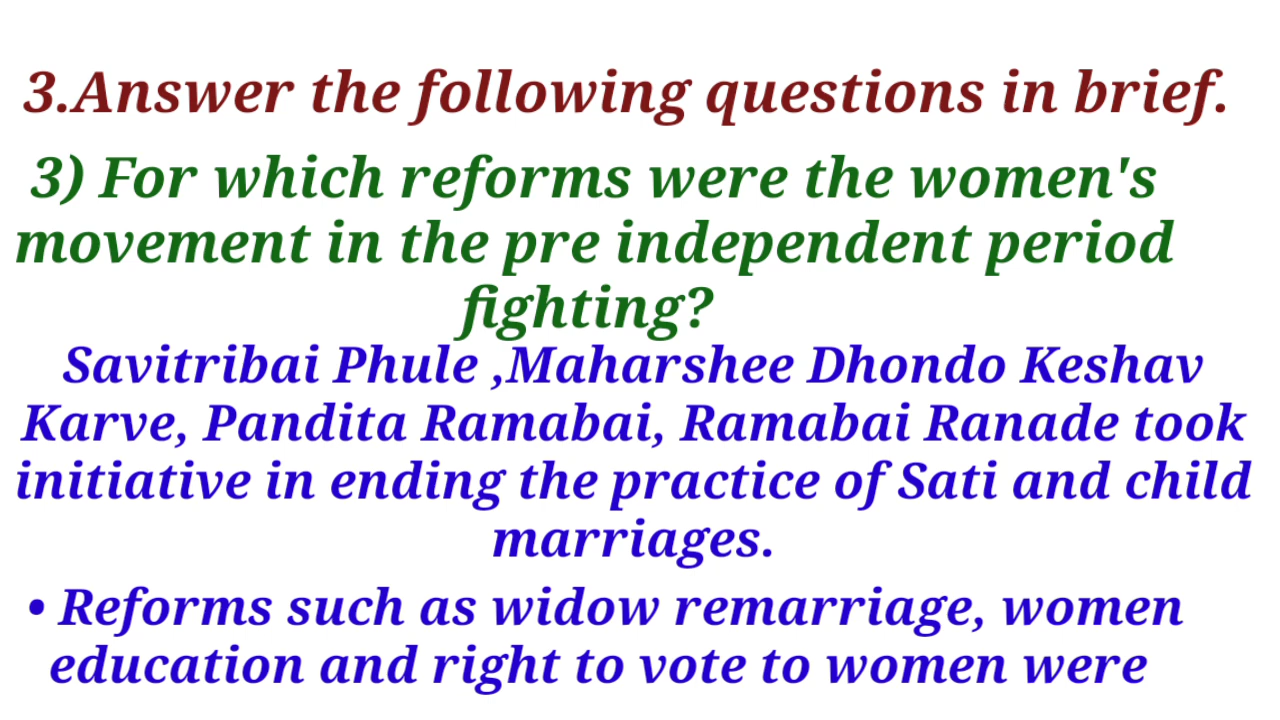 3.Answer the following questions in brief.
3) For which reforms were the women's
movement in the pre independent period
fighting?
Savitribai Phule ,Maharshee Dhondo Keshav
Karve, Pandita Ramabai, Ramabai Ranade took
initiative in ending the practice of Sati and child
marriages.
• Reforms such as widow remarriage, women
education and right to vote to women were